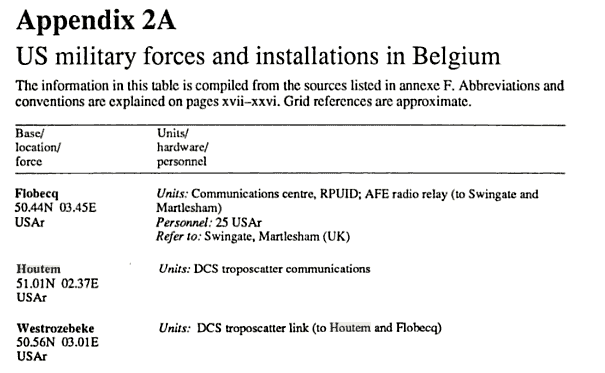 Appendix 2A
US military forces and installations in Belgium
The information in this table is compiled from the sources listed in annexe F. Abbreviations and
conventions are explained on pages xvii–xxvi. Grid references are approximate.
Base/ Units/
location/ hardware/
force personnel
Flobecq Units: Communications centre, RPUID; AFE radio relay (to Swingate and
50.44N 03.45E Martlesham)
USAr Personnel: 25 USAr
Refer to: Swingate, Martlesham (UK)
Houtem Units: DCS troposcatter communications
51.01N 02.37E
USAr
Westrozebeke Units: DCS troposcatter link (to Houtem and Flobecq)
50.56N 03.01E
USAr